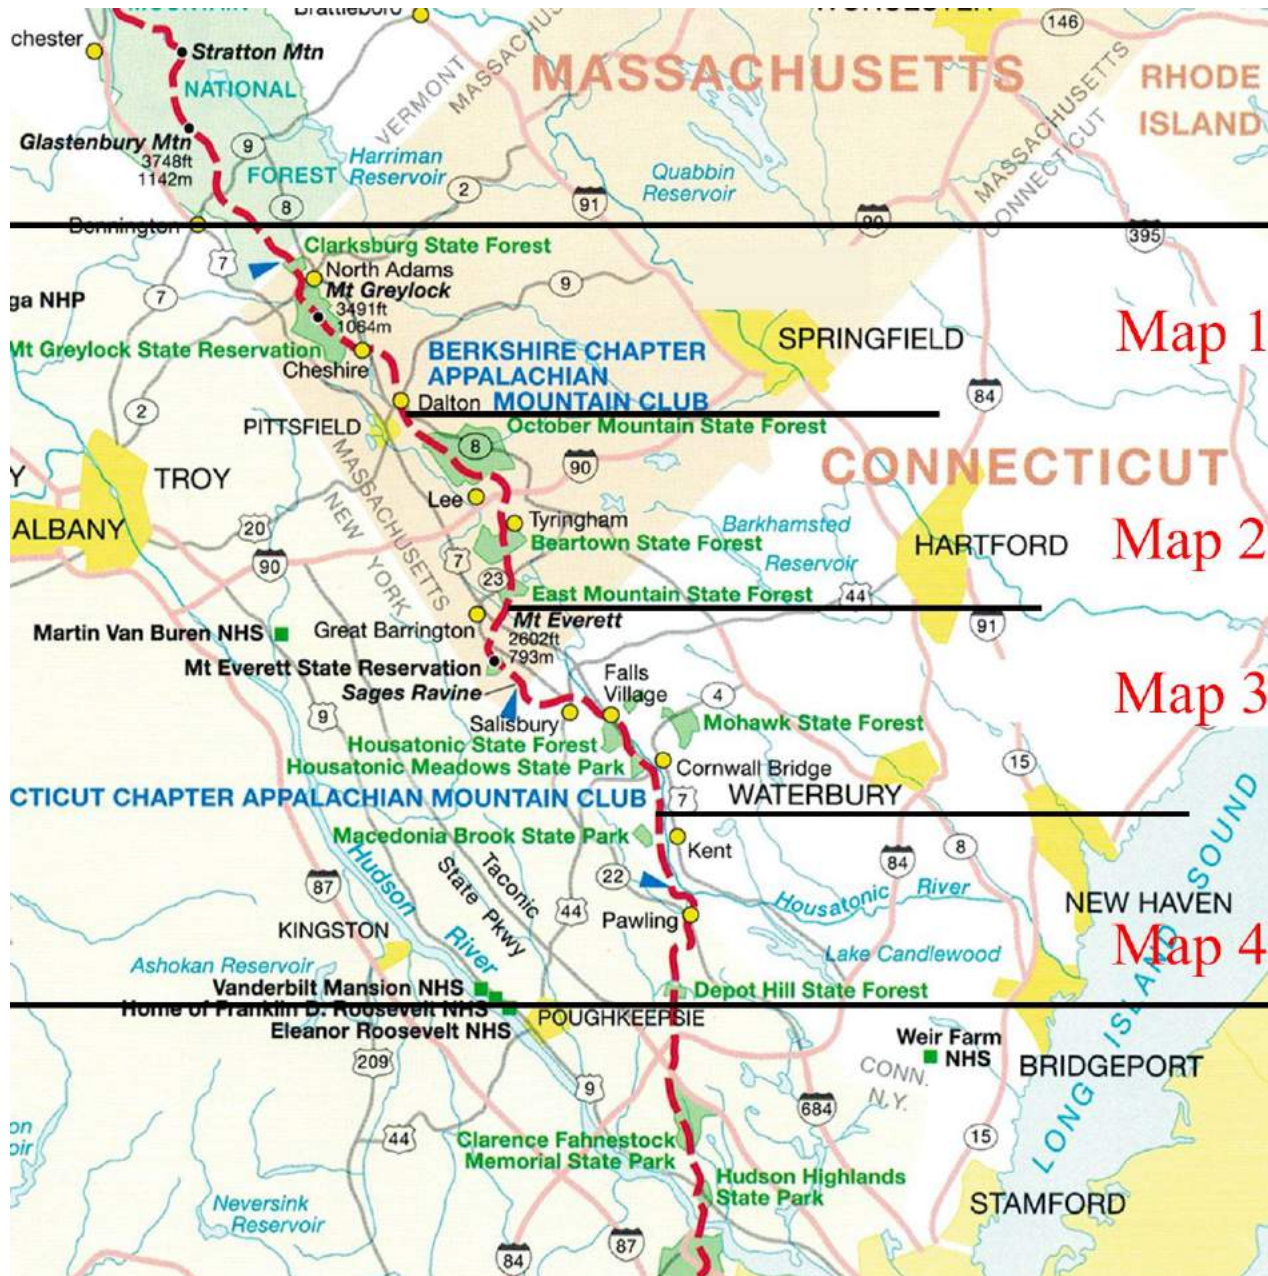 MOUNTAIN
Brattleboro
WORCESTER
146
chester
Stratton Mtn
MASSACHUSETTS
MASSACHUSETTS
RHODE
ISLAND
NATIONAL
VERMONT
MASSACHUSETTS
CONNECTICUT
Glastenbury Mtn
3748ft
1142m
9
FOREST
Harriman
Reservoir
2
Quabbin
Reservoir
8
91
90
395
Bennington
7
Clarksburg State Forest
North Adams
Mt Greylock
3491ft
1064m
9
ga NHP
7
Map 1
SPRINGFIELD
Mt Greylock State Reservation
Cheshire
BERKSHIRE CHAPTER
APPALACHIAN
MOUNTAIN CLUB
84
2
Dalton
PITTSFIELD
October Mountain State Forest
8
90
CONNECTICUT
Y
TROY
MASSACHUSETTS
NEW YORK
Lee
ALBANY
20
Tyringham
Barkhamsted
Reservoir
HARTFORD
Map 2
Beartown State Forest
90
7
23
East Mountain State Forest
44
91
Martin Van Buren NHS
Great Barrington
Mt Everett
2602ft
793m
Mt Everett State Reservation
Sages Ravine
Falls
Village
4
Map 3
9
Salisbury
Mohawk State Forest
Housatonic State Forest
Housatonic Meadows State Park
Cornwall Bridge
15
CTICUT CHAPTER APPALACHIAN MOUNTAIN CLUB
7
WATERBURY
Macedonia Brook State Park
Kent
8
84
87
Hudson
River
Taconic
State Pkwy
22
44
Housatonic River
NEW HAVEN
KINGSTON
Pawling
Lake Candlewood
Map 4
LONG ISLAND SOUND
Ashokan Reservoir
Vanderbilt Mansion NHS
Depot Hill State Forest
Home of Franklin D. Roosevelt NHS
POUGHKEEPSIE
Eleanor Roosevelt NHS
Weir Farm
NHS
209
CONN.
N.Y.
BRIDGEPORT
9
684
44
15
Clarence Fahnestock
Memorial State Park
Hudson Highlands
State Park
Neversink
Reservoir
STAMFORD
84
87